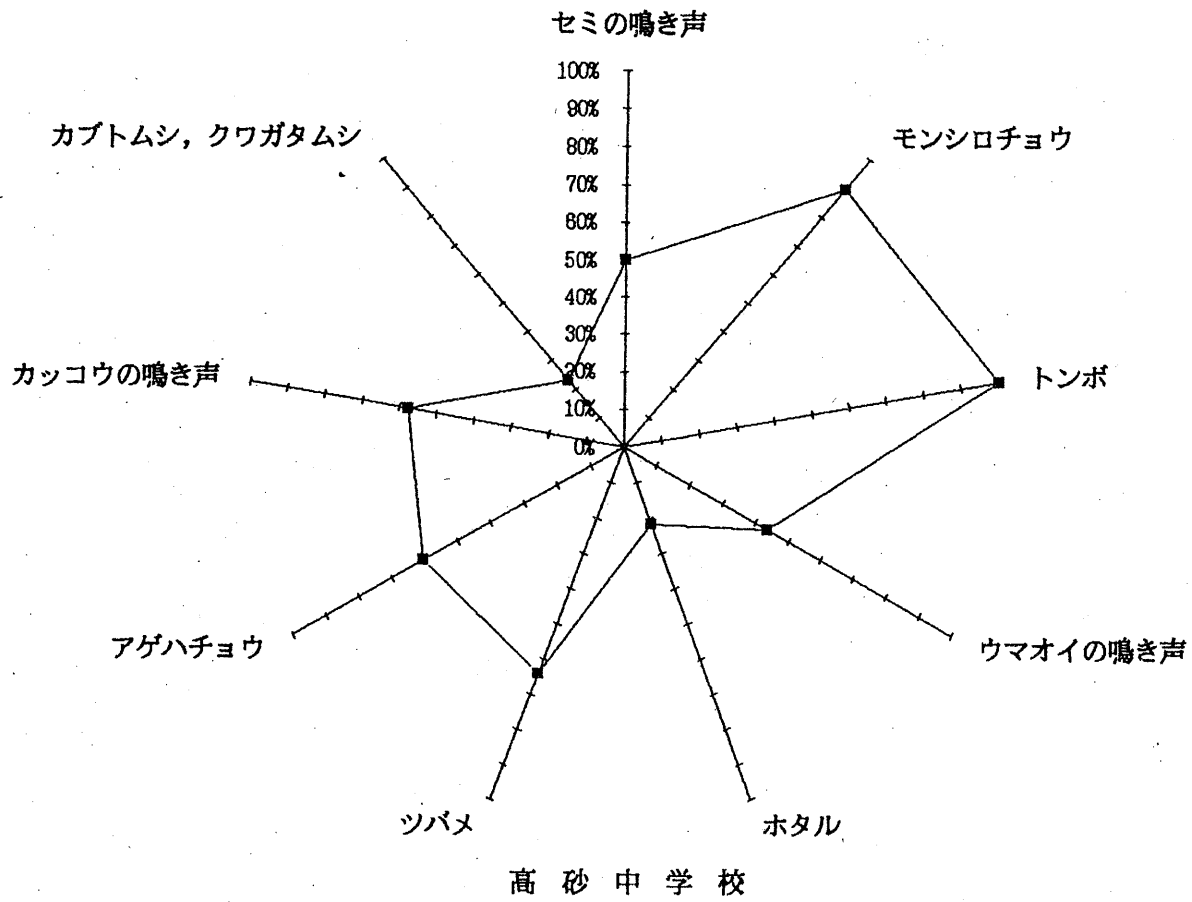 セミの鳴き声
100%
90%
80%
70%
60%
50%
40%
30%
20%
10%
0%
モンシロチョウ
トンボ
ウマオイの鳴き声
ホタル
ツバメ
アゲハチョウ
カッコウの鳴き声
カブトムシ，クワガタムシ
高砂中学校